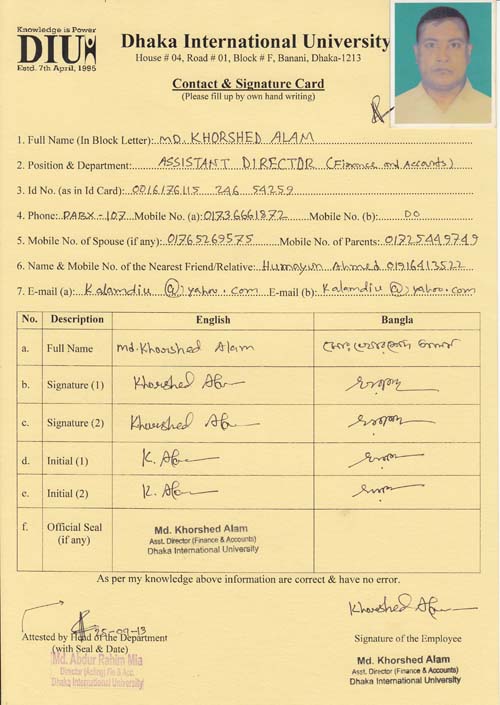 Knowledge is Power
DIU
Estd. 7th April, 1995
Dhaka International University
House # 04, Road # 01, Block # F, Banani, Dhaka-1213
Contact & Signature Card
(Please fill up by own hand writing)
1. Full Name (In Block Letter): MD. KHORSHED ALAM
2. Position & Department: ASSISTANT DIRECTOR (Finance and Accounts)
3. Id No. (as in Id Card): 0016176115 246 54259
4. Phone: PABX-107 Mobile No. (a): 01736661872 Mobile No. (b): DO
5. Mobile No. of Spouse (if any): 01765269575 Mobile No. of Parents: 01725449749
6. Name & Mobile No. of the Nearest Friend/Relative: Humayun Ahmed 01916413522
7. E-mail (a): Kalamdiu@yahoo.com E-mail (b): Kalamdiu@yahoo.com
No. Description English Bangla
a. Full Name Md. Khorshed Alam
b. Signature (1) Khorshed Alam
c. Signature (2) Khorshed Alam
d. Initial (1) K. Alam
e. Initial (2) K. Alam
f. Official Seal (if any) Md. Khorshed Alam
Asst. Director (Finance & Accounts)
Dhaka International University
As per my knowledge above information are correct & have no error.
Khorshed Alam
25-09-13
Attested by Head of the Department
(with Seal & Date)
Signature of the Employee
Md. Abdur Rahim Mia
Director (Acting) Fin & Acc.
Dhaka International University
Md. Khorshed Alam
Asst. Director (Finance & Accounts)
Dhaka International University